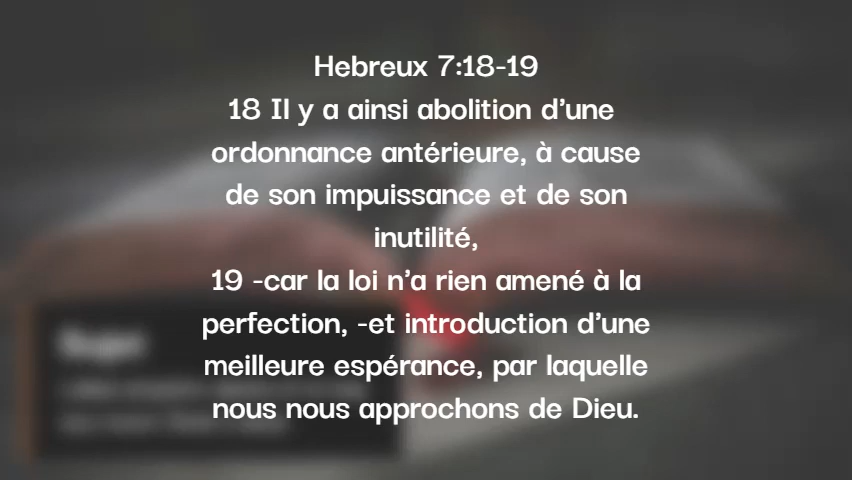 Hebreux 7:18-19
18 Il y a ainsi abolition d'une
ordonnance antérieure, à cause
de son impuissance et de son
inutilité,
19 -car la loi n'a rien amené à la
perfection, -et introduction d'une
meilleure espérance, par laquelle
nous nous approchons de Dieu.